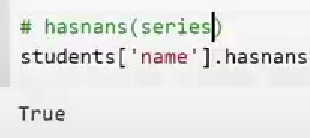 # hasnans(series)
students['name'].hasnans
True